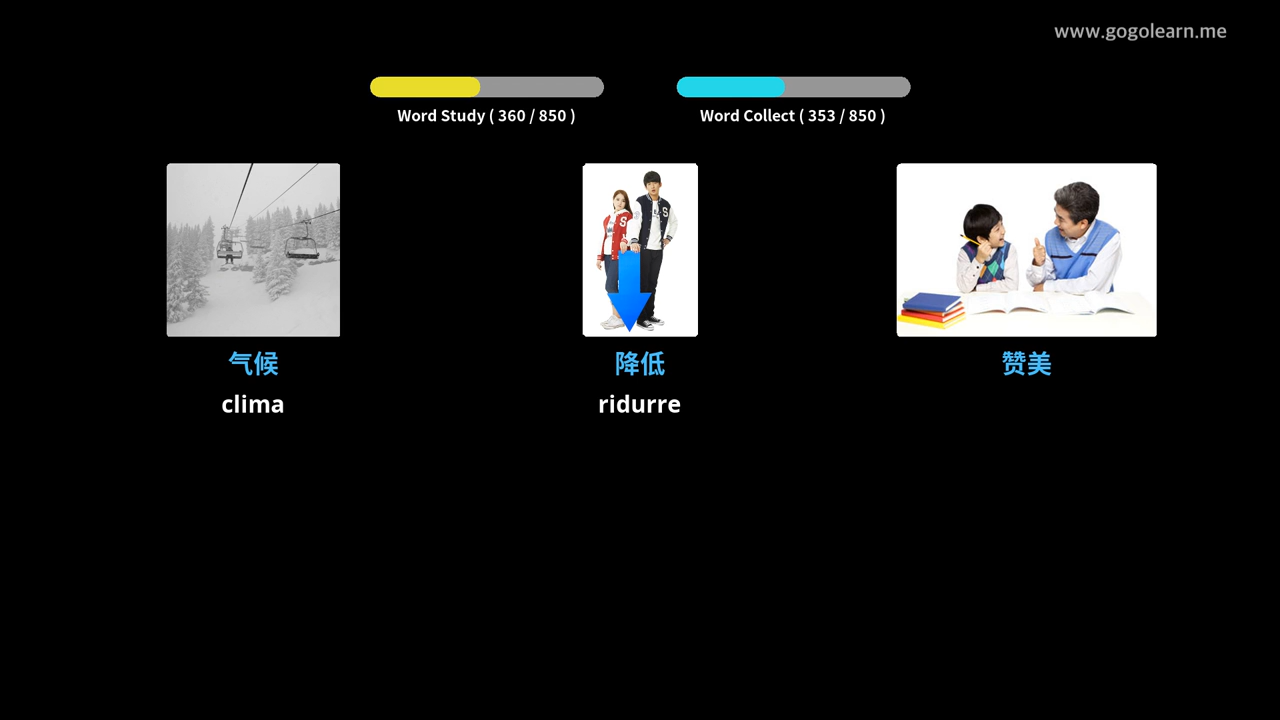 www.gogolearn.me
Word Study ( 360 / 850 )
Word Collect ( 353 / 850 )
S
S
气候
降低
赞美
clima
ridurre